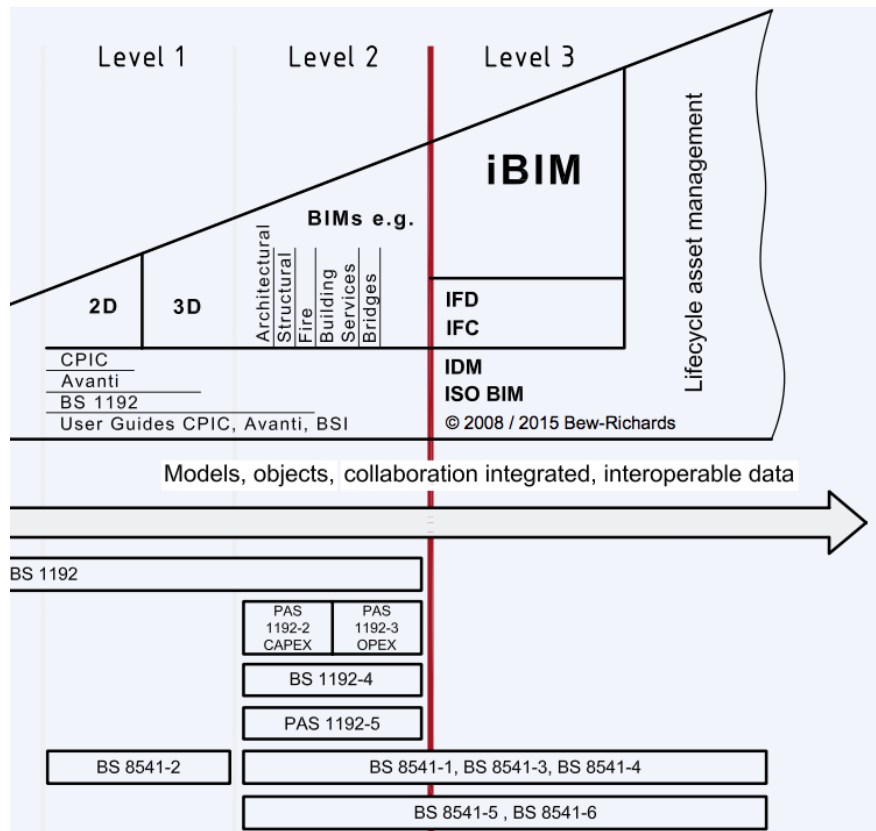 Level 1
Level 2
Level 3
iBIM
BIMs e.g.
Architectural
Structural
Fire
Building
Services
Bridges
2D
3D
IFD
IFC
Lifecycle asset management
CPIC
Avanti
BS 1192
User Guides CPIC, Avanti, BSI
IDM
ISO BIM
© 2008 / 2015 Bew-Richards
Models, objects, collaboration integrated, interoperable data
BS 1192
PAS
1192-2
CAPEX
PAS
1192-3
OPEX
BS 1192-4
PAS 1192-5
BS 8541-2
BS 8541-1, BS 8541-3, BS 8541-4
BS 8541-5 , BS 8541-6